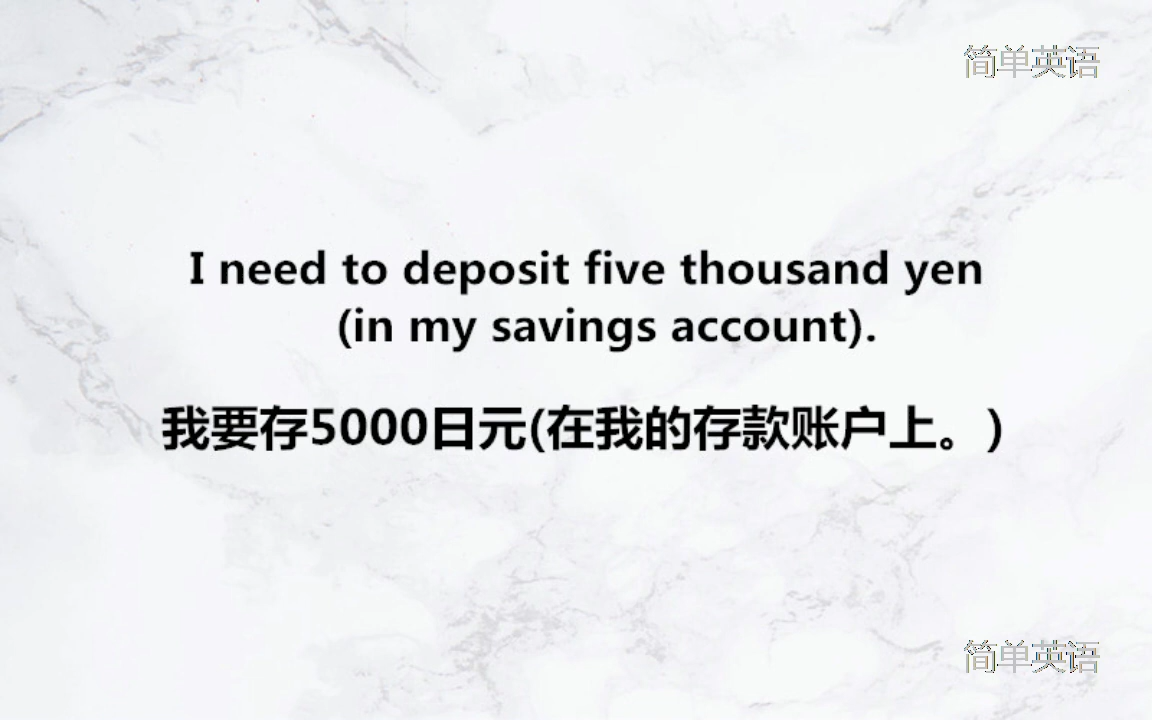 简单英语
I need to deposit five thousand yen
(in my savings account).
我要存5000日元(在我的存款账户上。)
简单英语